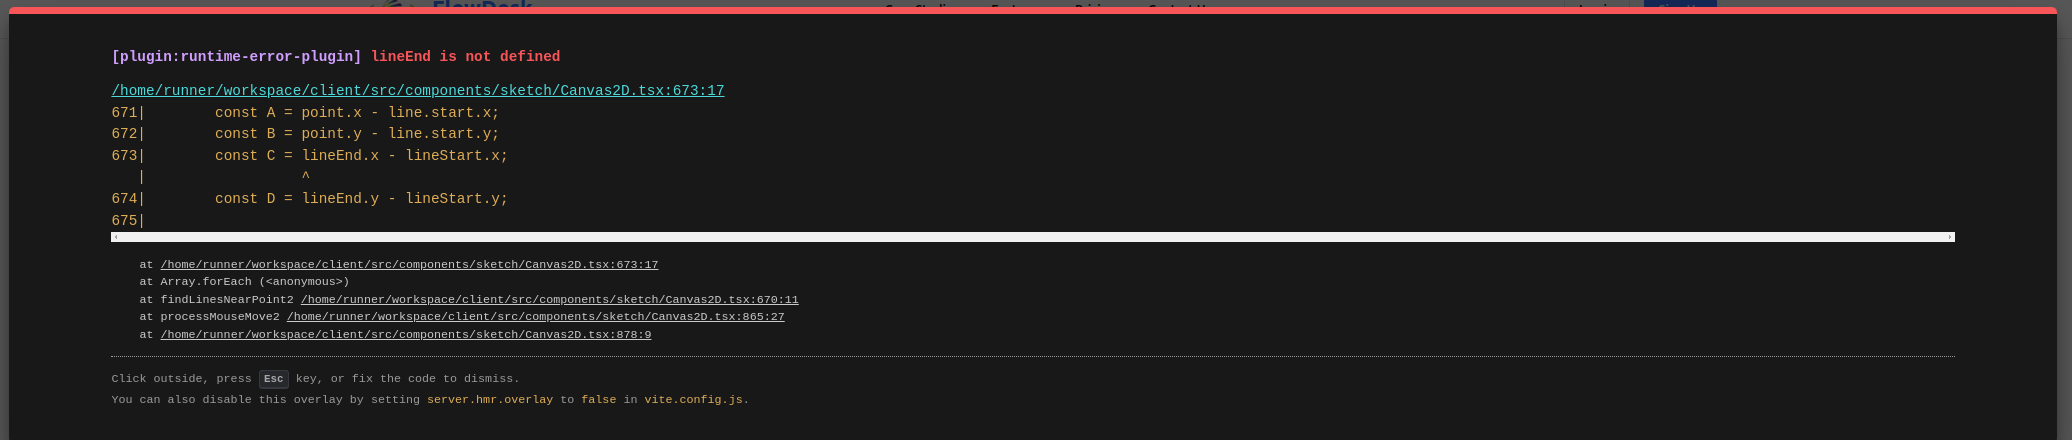 [plugin:runtime-error-plugin] lineEnd is not defined
/home/runner/workspace/client/src/components/sketch/Canvas2D.tsx:673:17
671|        const A = point.x - line.start.x;
672|        const B = point.y - line.start.y;
673|        const C = lineEnd.x - lineStart.x;
   |                  ^
674|        const D = lineEnd.y - lineStart.y;
675|
at /home/runner/workspace/client/src/components/sketch/Canvas2D.tsx:673:17
at Array.forEach (<anonymous>)
at findLinesNearPoint2 /home/runner/workspace/client/src/components/sketch/Canvas2D.tsx:670:11
at processMouseMove2 /home/runner/workspace/client/src/components/sketch/Canvas2D.tsx:865:27
at /home/runner/workspace/client/src/components/sketch/Canvas2D.tsx:878:9
Click outside, press Esc key, or fix the code to dismiss.
You can also disable this overlay by setting server.hmr.overlay to false in vite.config.js.